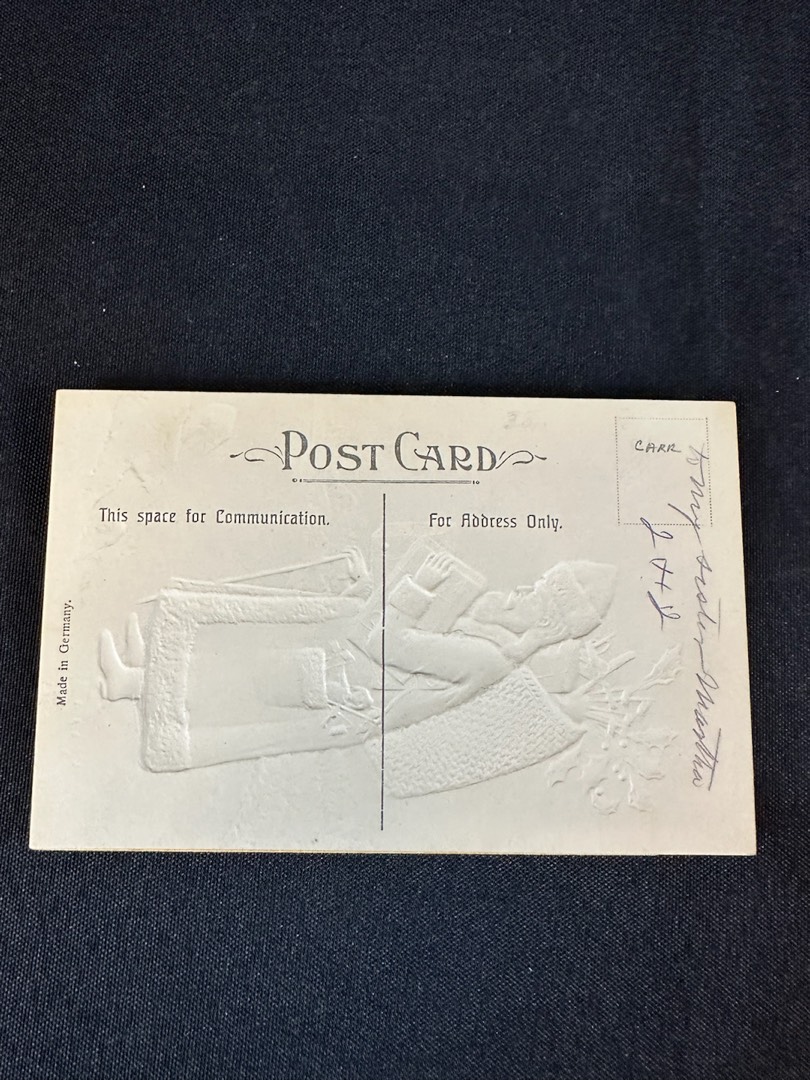 POST CARD
This space for Communication.
For Address Only.
Made in Germany.
CARR
to My sister Martha